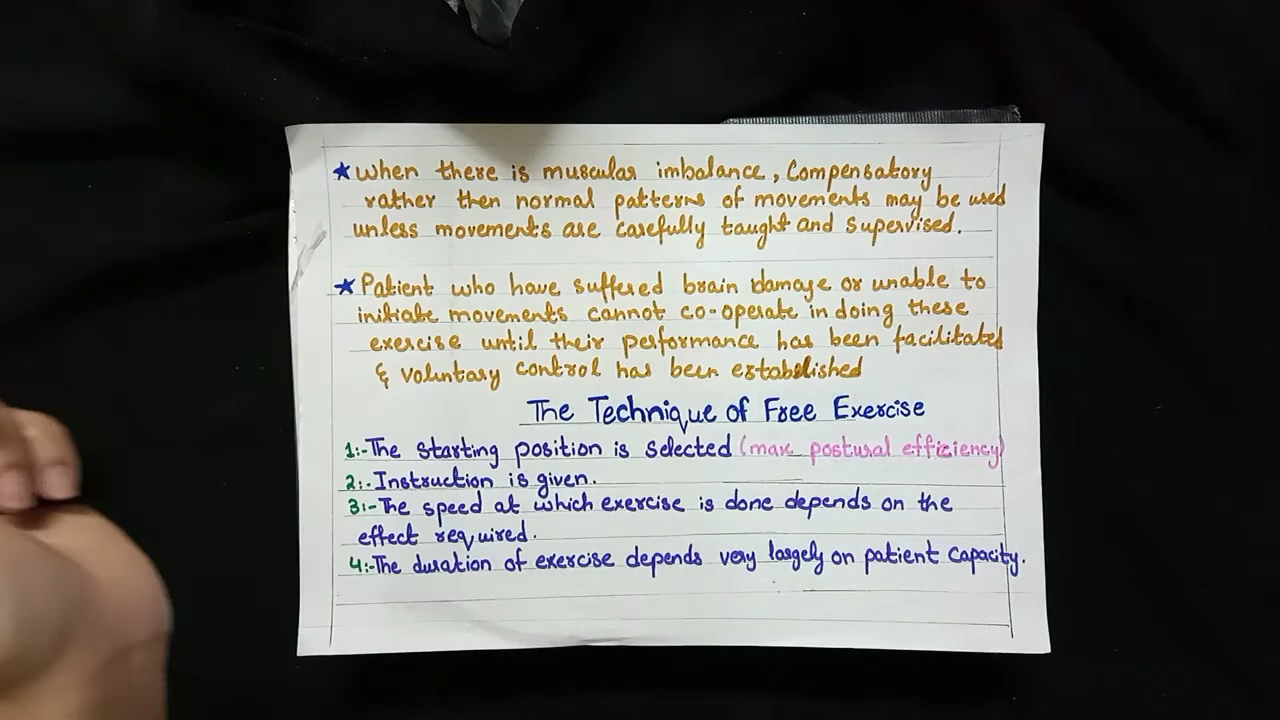 ★ When there is muscular imbalance, Compensatory
rather then normal patterns of movements may be used
unless movements are carefully taught and supervised.
★ Patient who have suffered brain damage or unable to
initiate movements cannot co-operate in doing these
exercise until their performance has been facilitated
& voluntary control has been established
The Technique of Free Exercise
1:-The starting position is selected (max postural efficiency)
2:-Instruction is given.
3:-The speed at which exercise is done depends on the
effect required.
4:-The duration of exercise depends very largely on patient capacity.